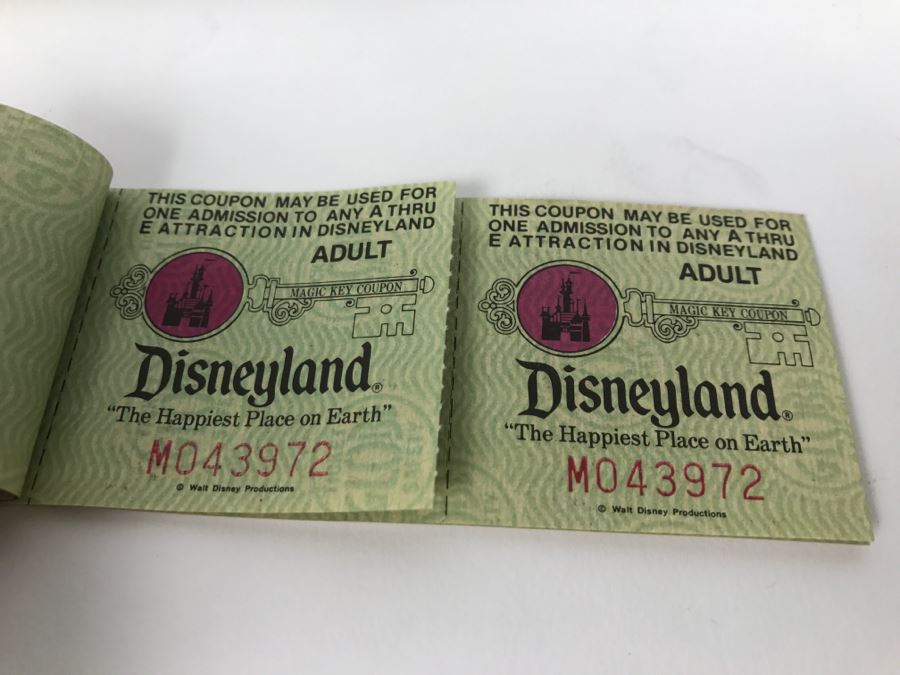 THIS COUPON MAY BE USED FOR
ONE ADMISSION TO ANY A THRU
E ATTRACTION IN DISNEYLAND
ADULT
MAGIC KEY COUPON
Disneyland®
“The Happiest Place on Earth”
M043972
© Walt Disney Productions
THIS COUPON MAY BE USED FOR
ONE ADMISSION TO ANY A THRU
E ATTRACTION IN DISNEYLAND
ADULT
MAGIC KEY COUPON
Disneyland®
“The Happiest Place on Earth”
M043972
© Walt Disney Productions